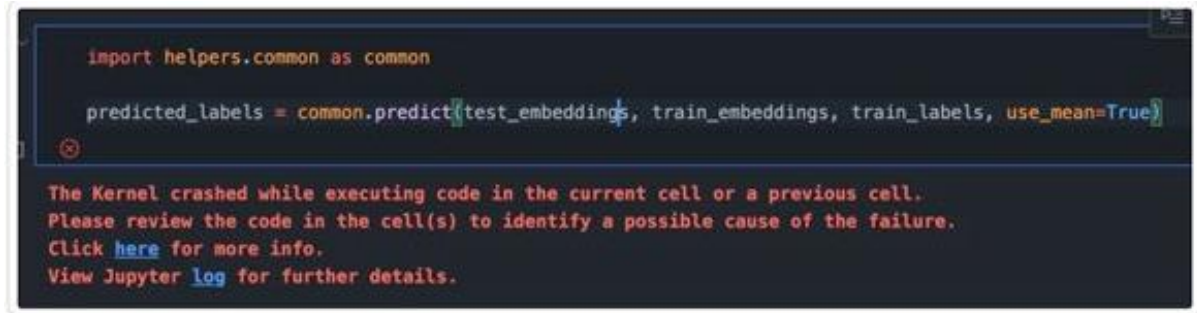 import helpers.common as common
predicted_labels = common.predict(test_embeddings, train_embeddings, train_labels, use_mean=True)
The Kernel crashed while executing code in the current cell or a previous cell.
Please review the code in the cell(s) to identify a possible cause of the failure.
Click here for more info.
View Jupyter log for further details.